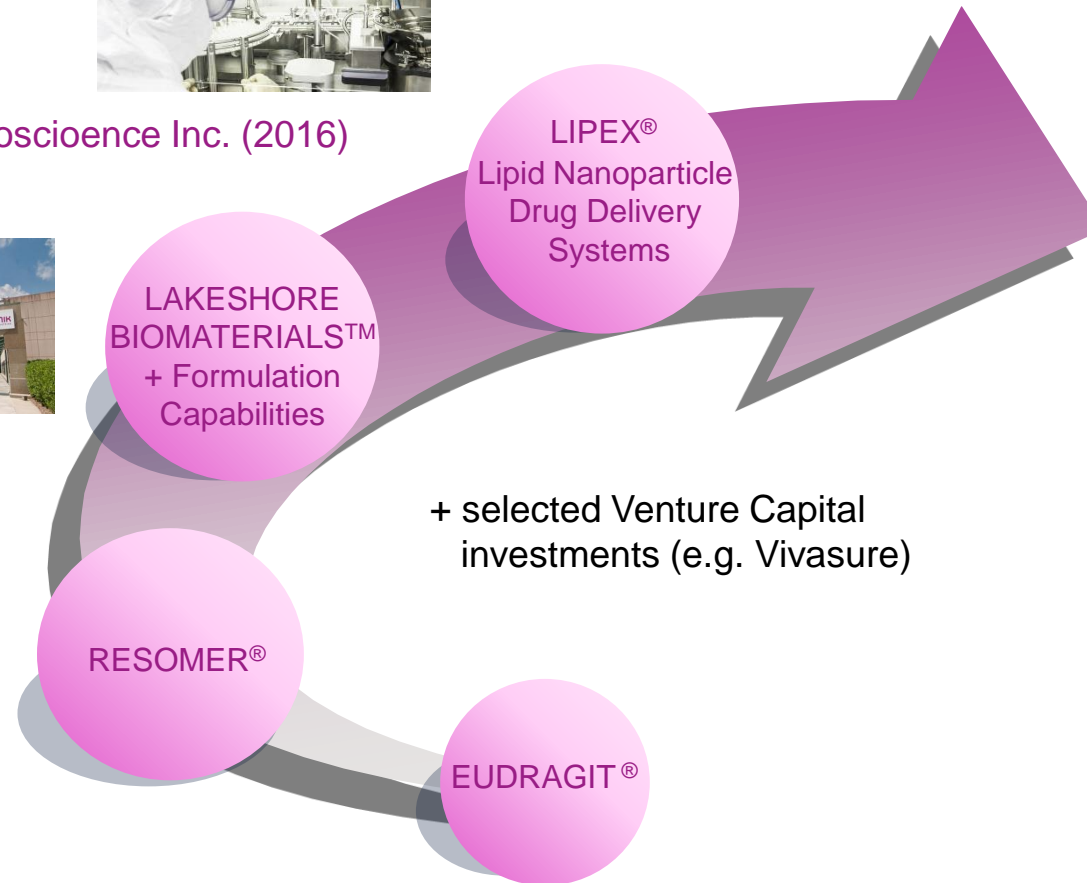 Inc. (2016)
LIPEX®
Lipid Nanoparticle
Drug Delivery
Systems
LAKESHORE
BIOMATERIALS™
+ Formulation
Capabilities
+ selected Venture Capital
investments (e.g. Vivasure)
RESOMER®
EUDRAGIT ®